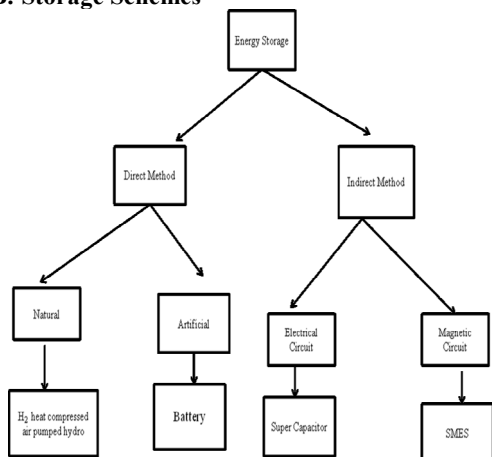 B. Storage Schemes
Energy Storage
Direct Method
Indirect Method
Natural
Artificial
Electrical
Circuit
Magnetic
Circuit
H₂ heat compressed
air pumped hydro
Battery
Super Capacitor
SMES